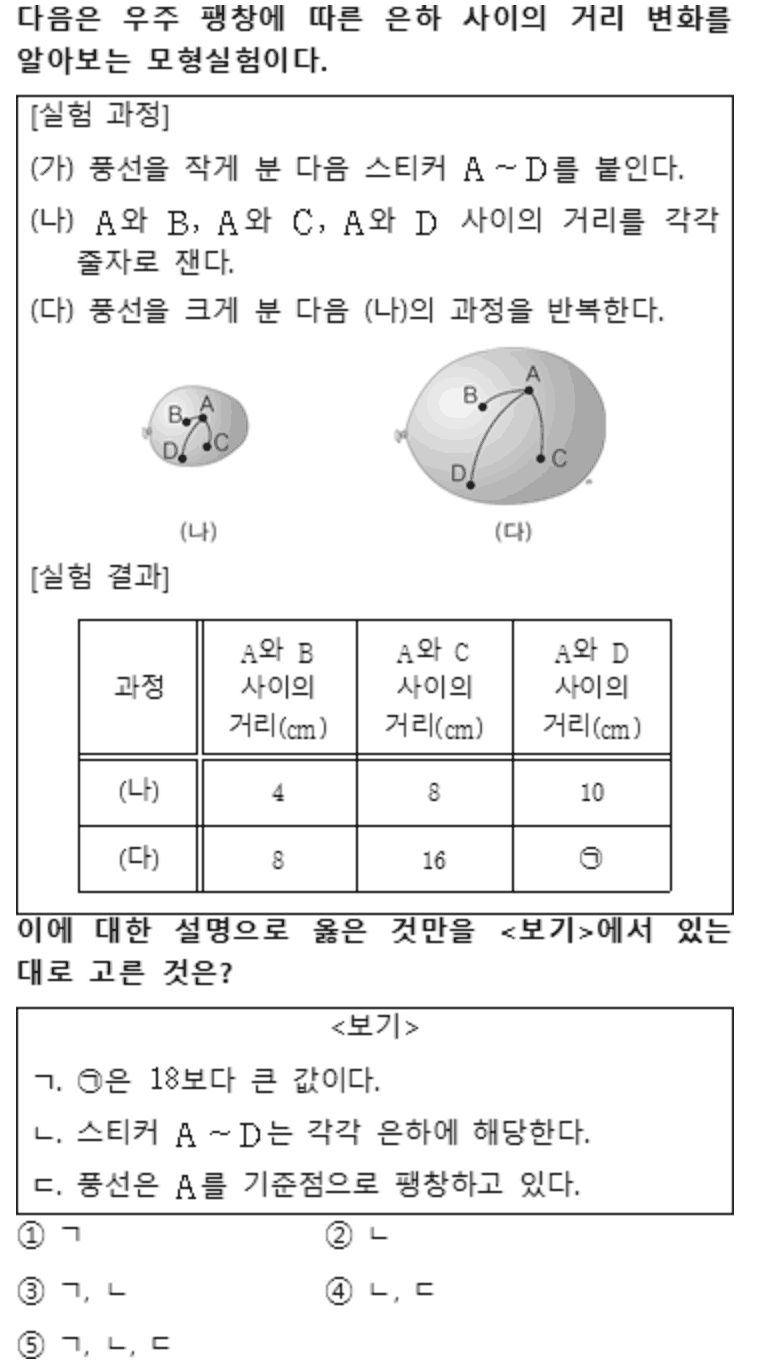 다음은 우주 팽창에 따른 은하 사이의 거리 변화를
알아보는 모형실험이다.
[실험 과정]
(가) 풍선을 작게 분 다음 스티커 A ~ D를 붙인다.
(나) A와 B, A와 C, A와 D 사이의 거리를 각각
줄자로 잰다.
(다) 풍선을 크게 분 다음 (나)의 과정을 반복한다.
B A
D C
(나)
A
B
D C
(다)
[실험 결과]
과정 A와 B 사이의 거리(cm) A와 C 사이의 거리(cm) A와 D 사이의 거리(cm)
(나) 4 8 10
(다) 8 16 ㉠
이에 대한 설명으로 옳은 것만을 <보기>에서 있는
대로 고른 것은?
<보기>
ㄱ. ㉠은 18보다 큰 값이다.
ㄴ. 스티커 A ~ D는 각각 은하에 해당한다.
ㄷ. 풍선은 A를 기준점으로 팽창하고 있다.
① ㄱ ② ㄴ
③ ㄱ, ㄴ ④ ㄴ, ㄷ
⑤ ㄱ, ㄴ, ㄷ